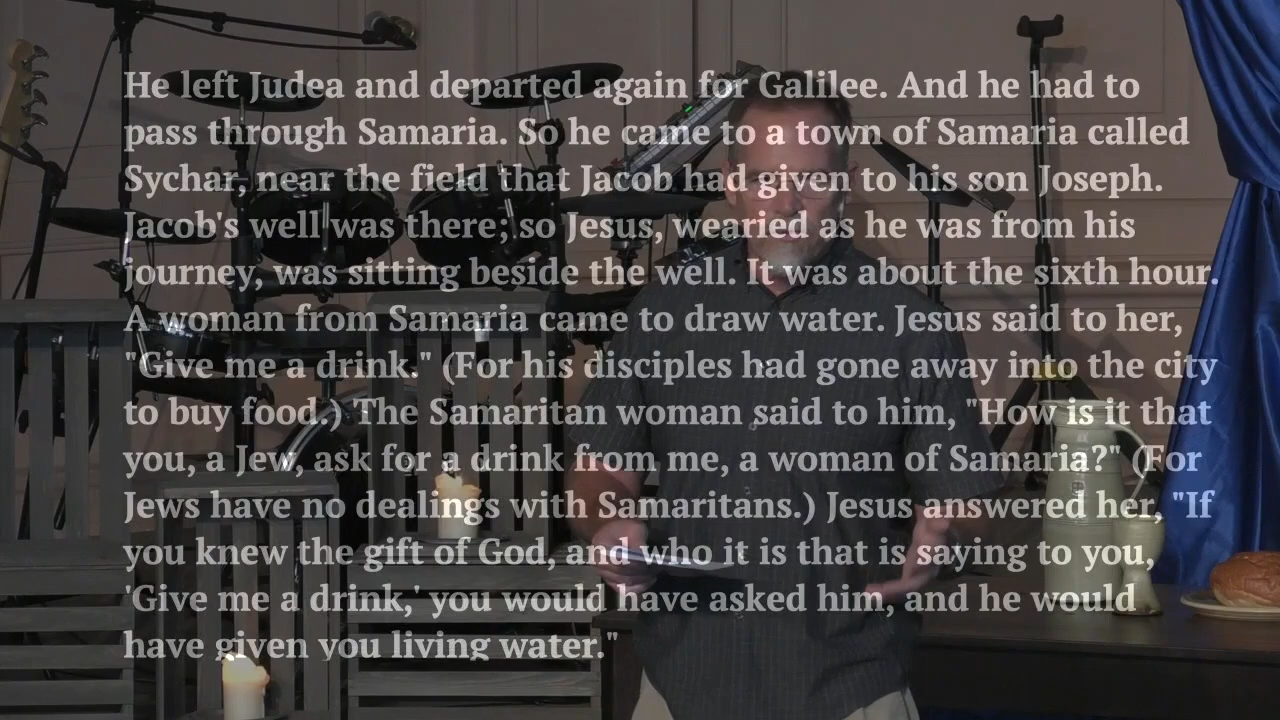 He left Judea and departed again for Galilee. And he had to
pass through Samaria. So he came to a town of Samaria called
Sychar, near the field that Jacob had given to his son Joseph.
Jacob's well was there; so Jesus, wearied as he was from his
journey, was sitting beside the well. It was about the sixth hour.
A woman from Samaria came to draw water. Jesus said to her,
"Give me a drink." (For his disciples had gone away into the city
to buy food.) The Samaritan woman said to him, "How is it that
you, a Jew, ask for a drink from me, a woman of Samaria?" (For
Jews have no dealings with Samaritans.) Jesus answered her, "If
you knew the gift of God, and who it is that is saying to you,
'Give me a drink,' you would have asked him, and he would
have given you living water."